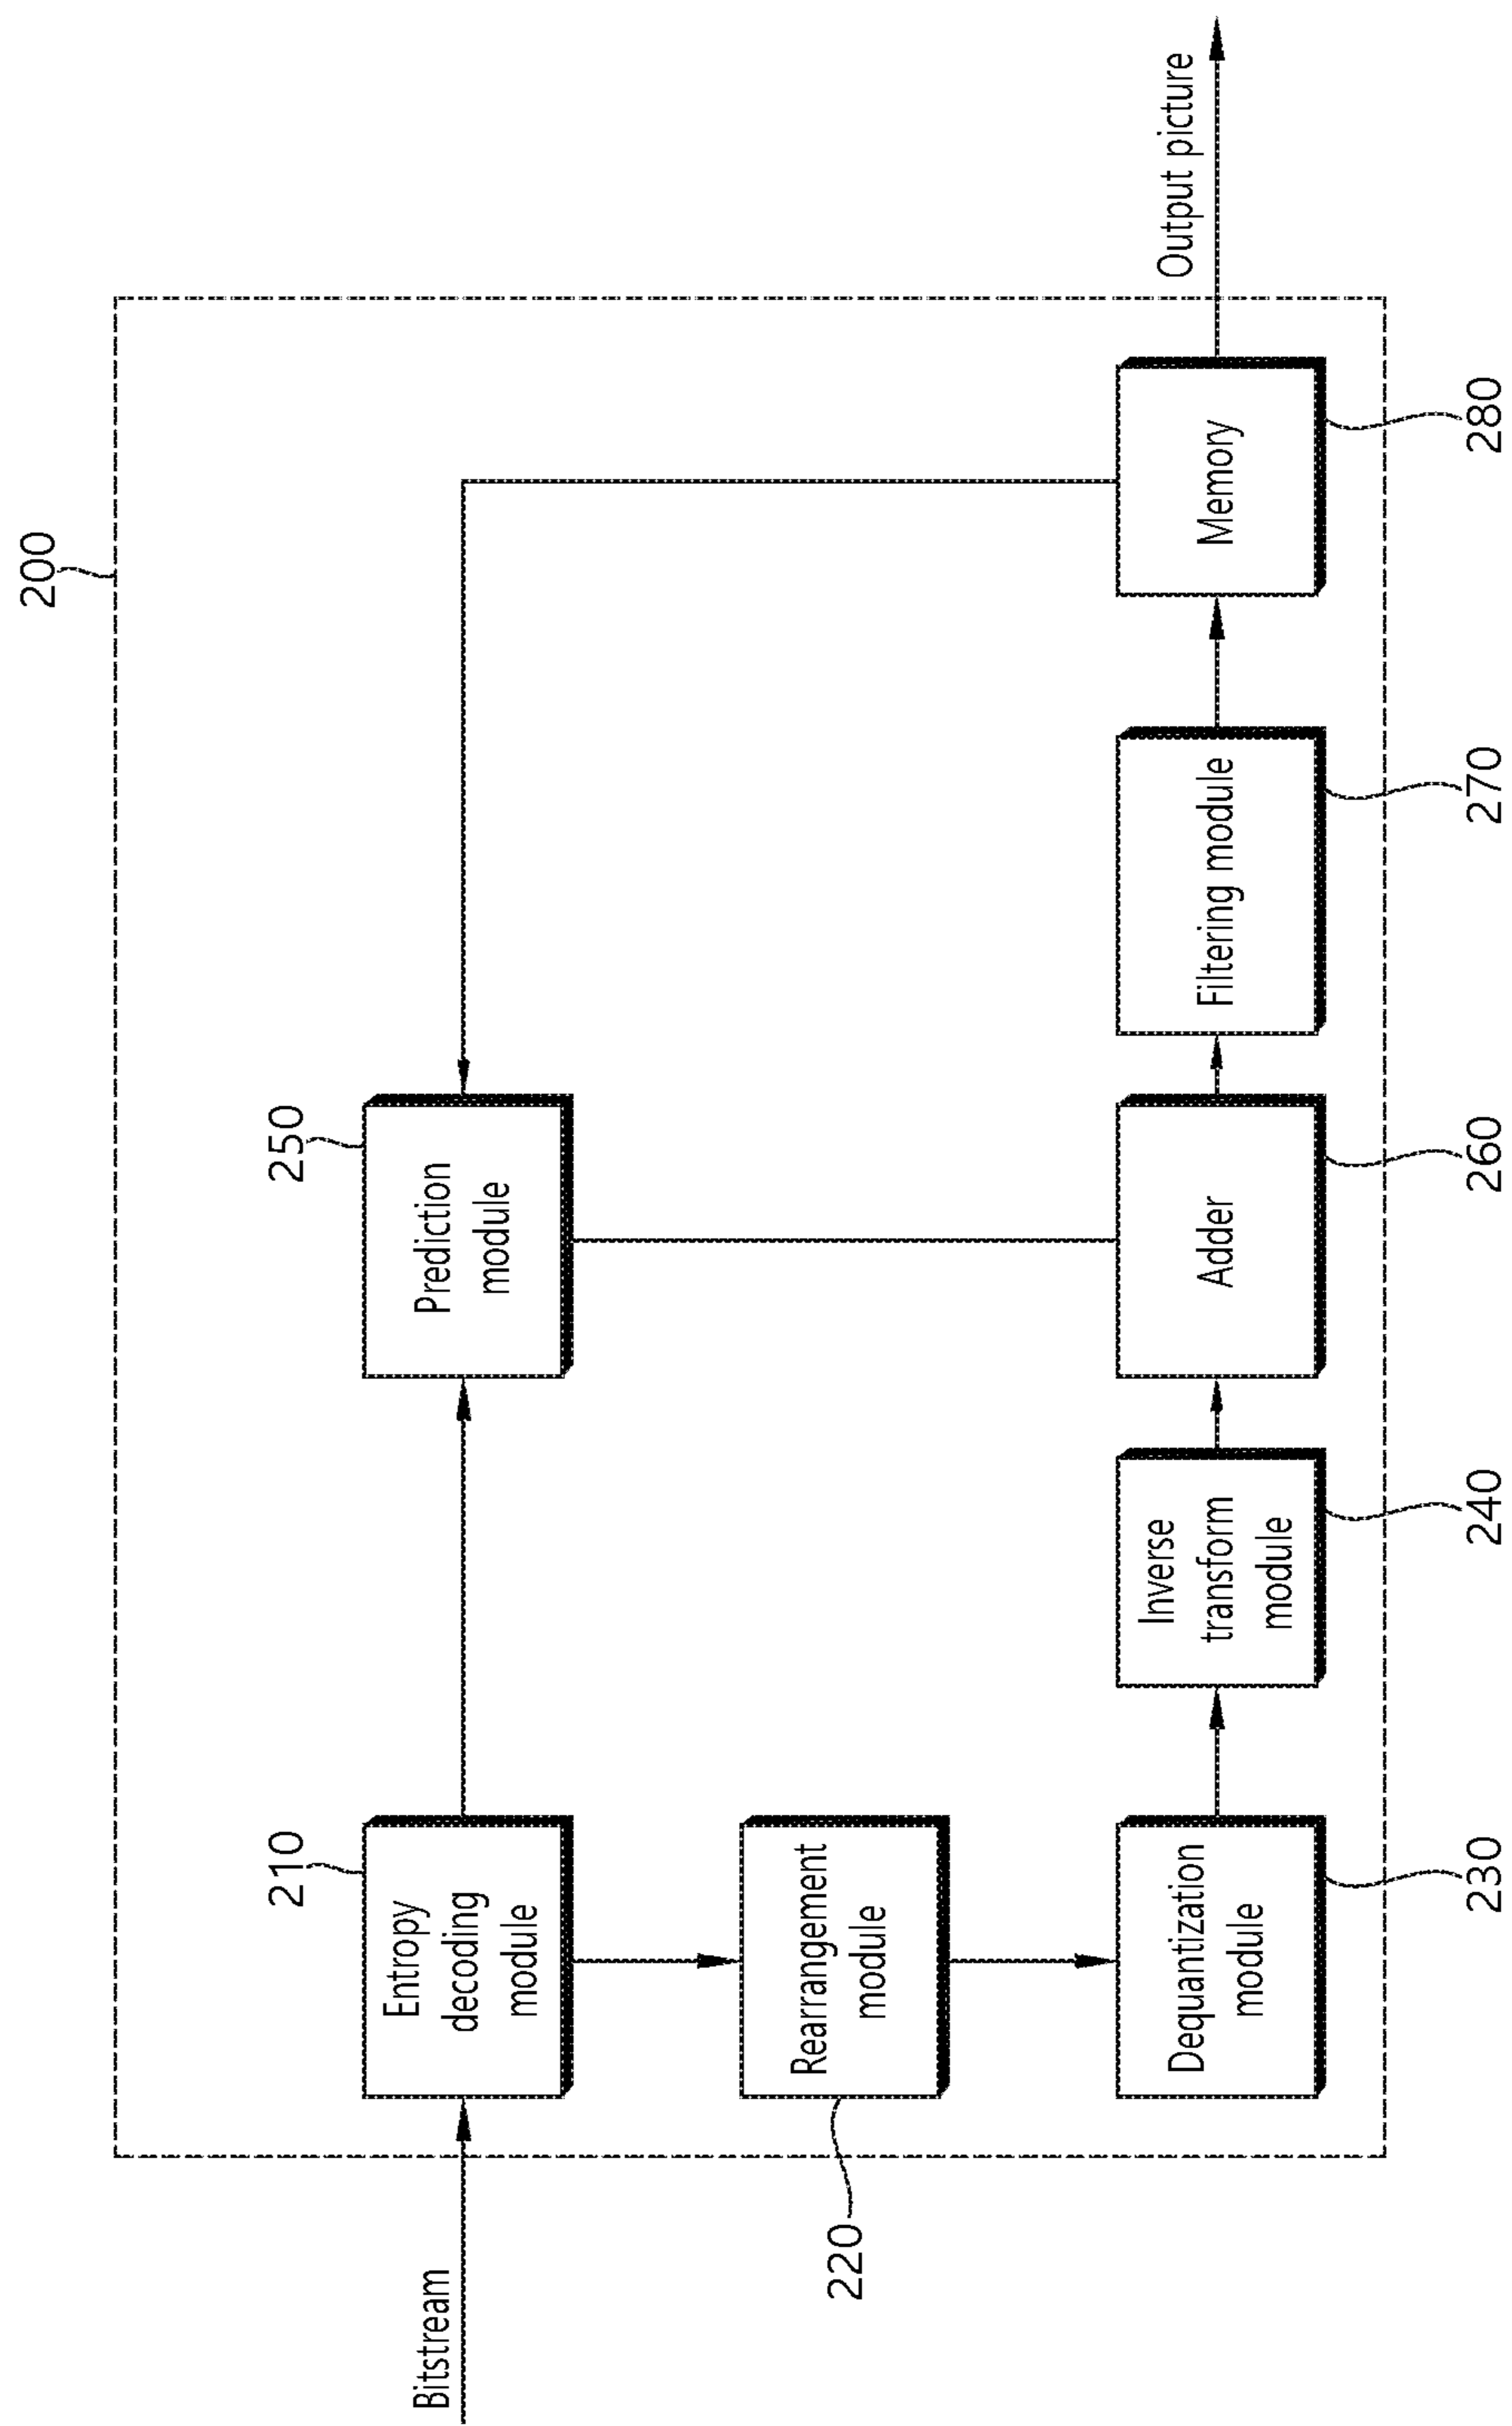 200
210
250
Bitstream
Entropy
decoding
module
Prediction
module
Rearrangement
module
220
Output picture
Dequantization
module
Inverse
transform
module
Adder
Filtering module
Memory
230
240
260
270
280